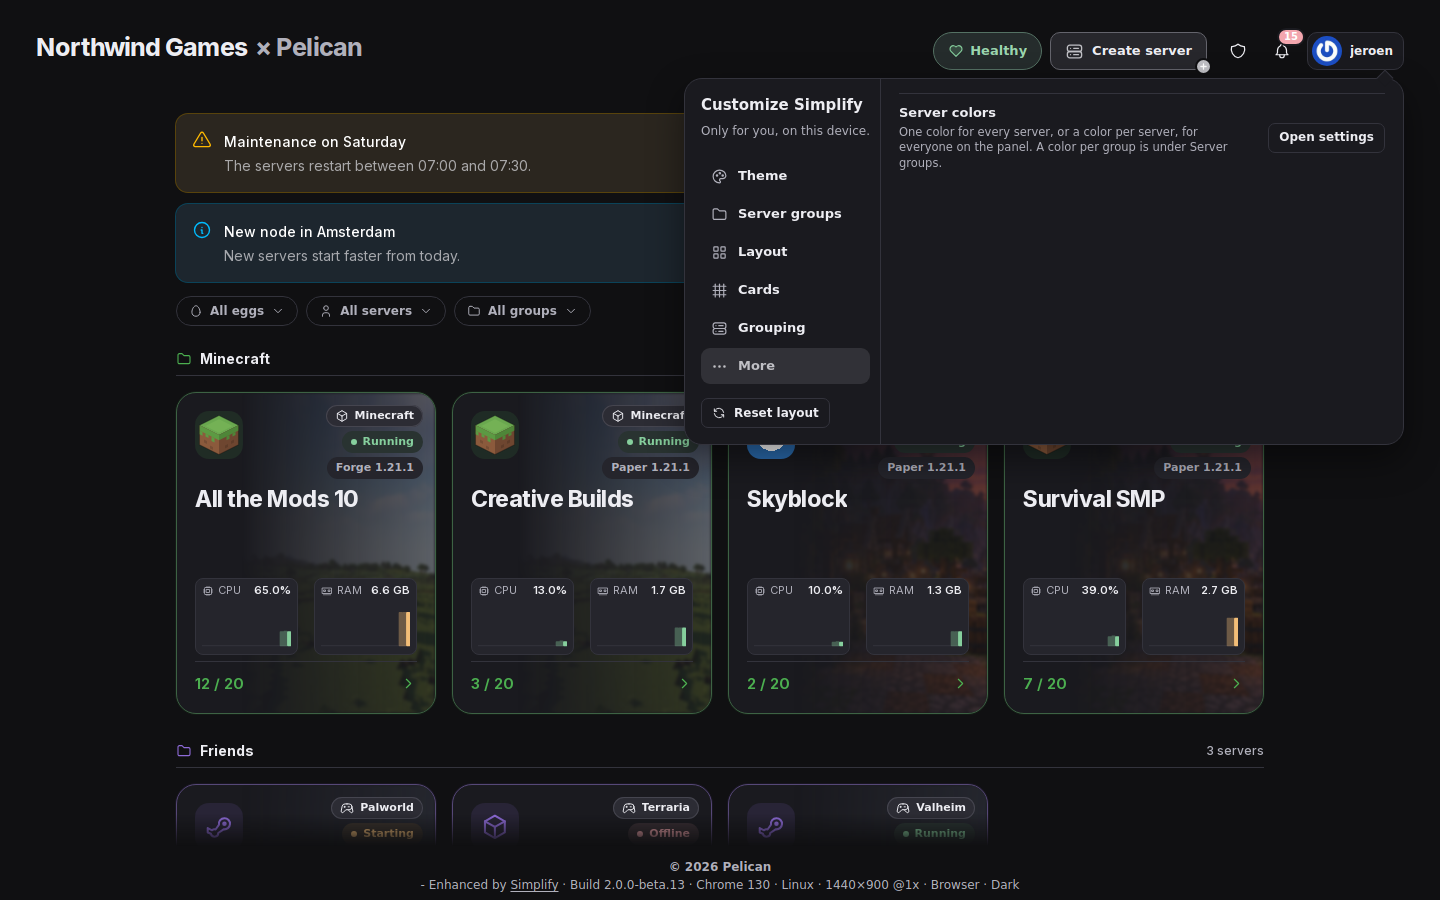 Northwind Games × Pelican
Healthy
Create server
15
jeroen
Customize Simplify
Only for you, on this device.
Theme
Server groups
Layout
Cards
Grouping
More
Reset layout
Server colors
One color for every server, or a color per server, for
everyone on the panel. A color per group is under Server
groups.
Open settings
Maintenance on Saturday
The servers restart between 07:00 and 07:30.
New node in Amsterdam
New servers start faster from today.
All eggs
All servers
All groups
Minecraft
Minecraft
Running
Forge 1.21.1
All the Mods 10
CPU 65.0%
RAM 6.6 GB
12 / 20
Minecraf
Running
Paper 1.21.1
Creative Builds
CPU 13.0%
RAM 1.7 GB
3 / 20
Paper 1.21.1
Skyblock
CPU 10.0%
RAM 1.3 GB
2 / 20
Paper 1.21.1
Survival SMP
CPU 39.0%
RAM 2.7 GB
7 / 20
Friends
3 servers
Palworld
Starting
Terraria
Offline
Valheim
Running
© 2026 Pelican
- Enhanced by Simplify · Build 2.0.0-beta.13 · Chrome 130 · Linux · 1440×900 @1x · Browser · Dark